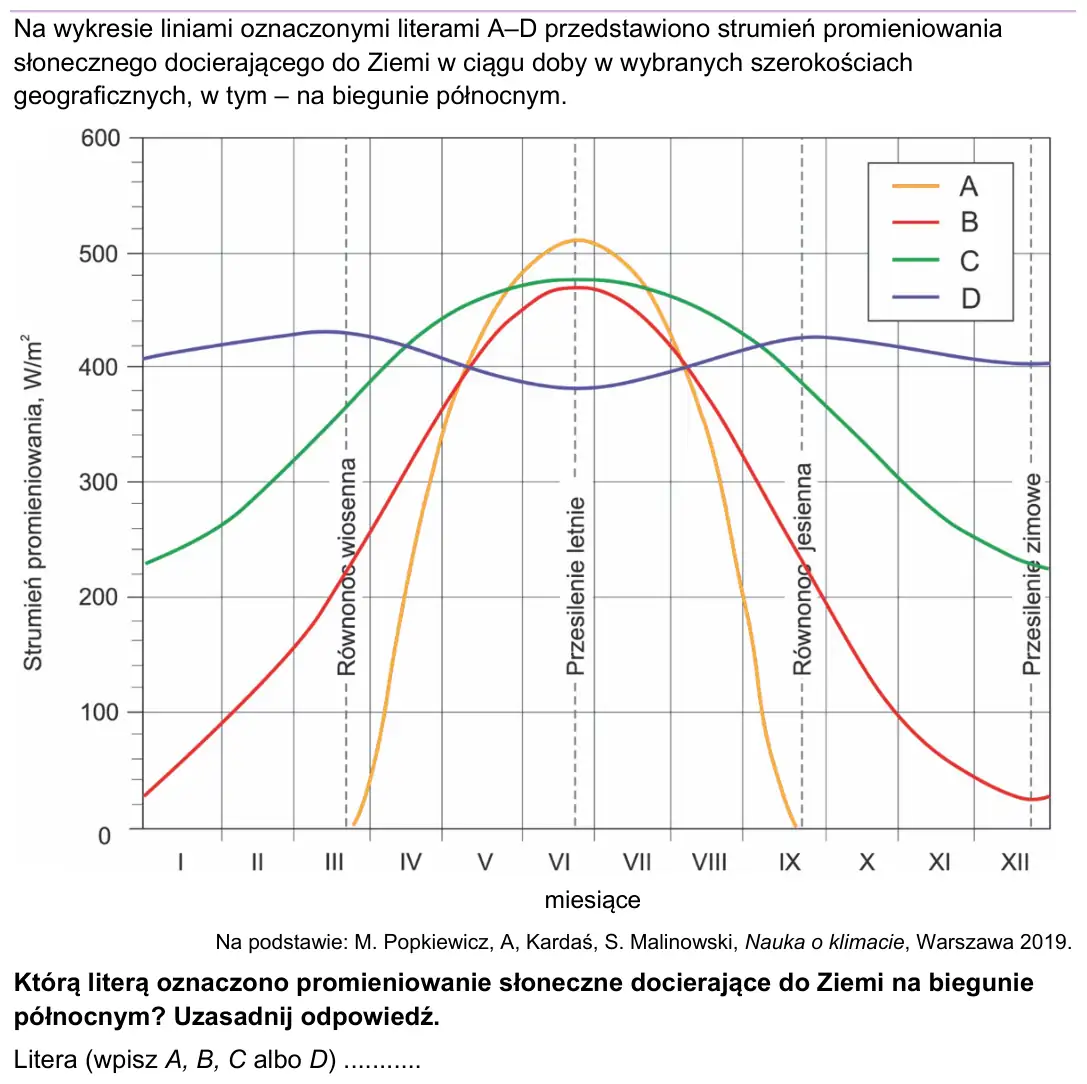 Na wykresie liniami oznaczonymi literami A–D przedstawiono strumień promieniowania
słonecznego docierającego do Ziemi w ciągu doby w wybranych szerokościach
geograficznych, w tym – na biegunie północnym.
600
500
400
300
200
100
0
Strumień promieniowania, W/m²
A
B
C
D
Równonoc wiosenna
Przesilenie letnie
Równonoc jesienna
Przesilenie zimowe
I II III IV V VI VII VIII IX X XI XII
miesiące
Na podstawie: M. Popkiewicz, A, Kardaś, S. Malinowski, Nauka o klimacie, Warszawa 2019.
Którą literą oznaczono promieniowanie słoneczne docierające do Ziemi na biegunie
północnym? Uzasadnij odpowiedź.
Litera (wpisz A, B, C albo D) ...........